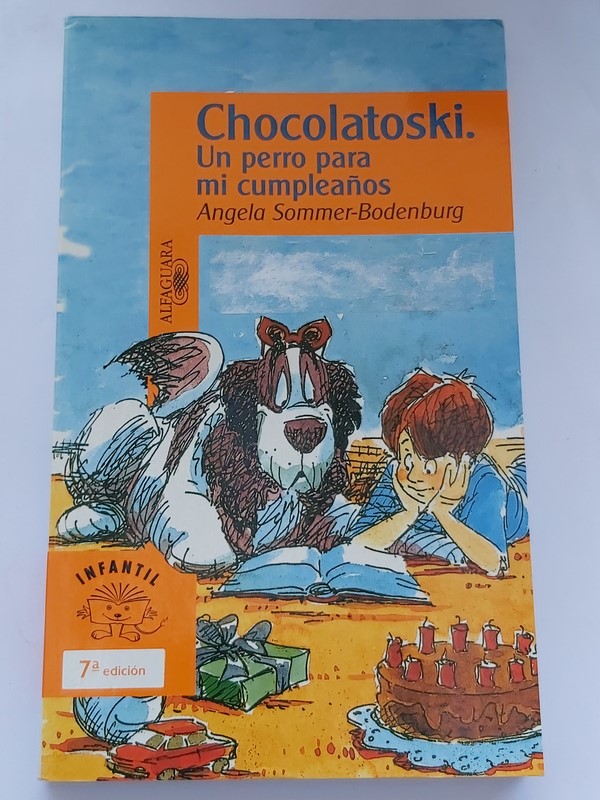 Chocolatoski.
Un perro para
mi cumpleaños
Angela Sommer-Bodenburg
ALFAGUARA
INFANTIL
7ª edición